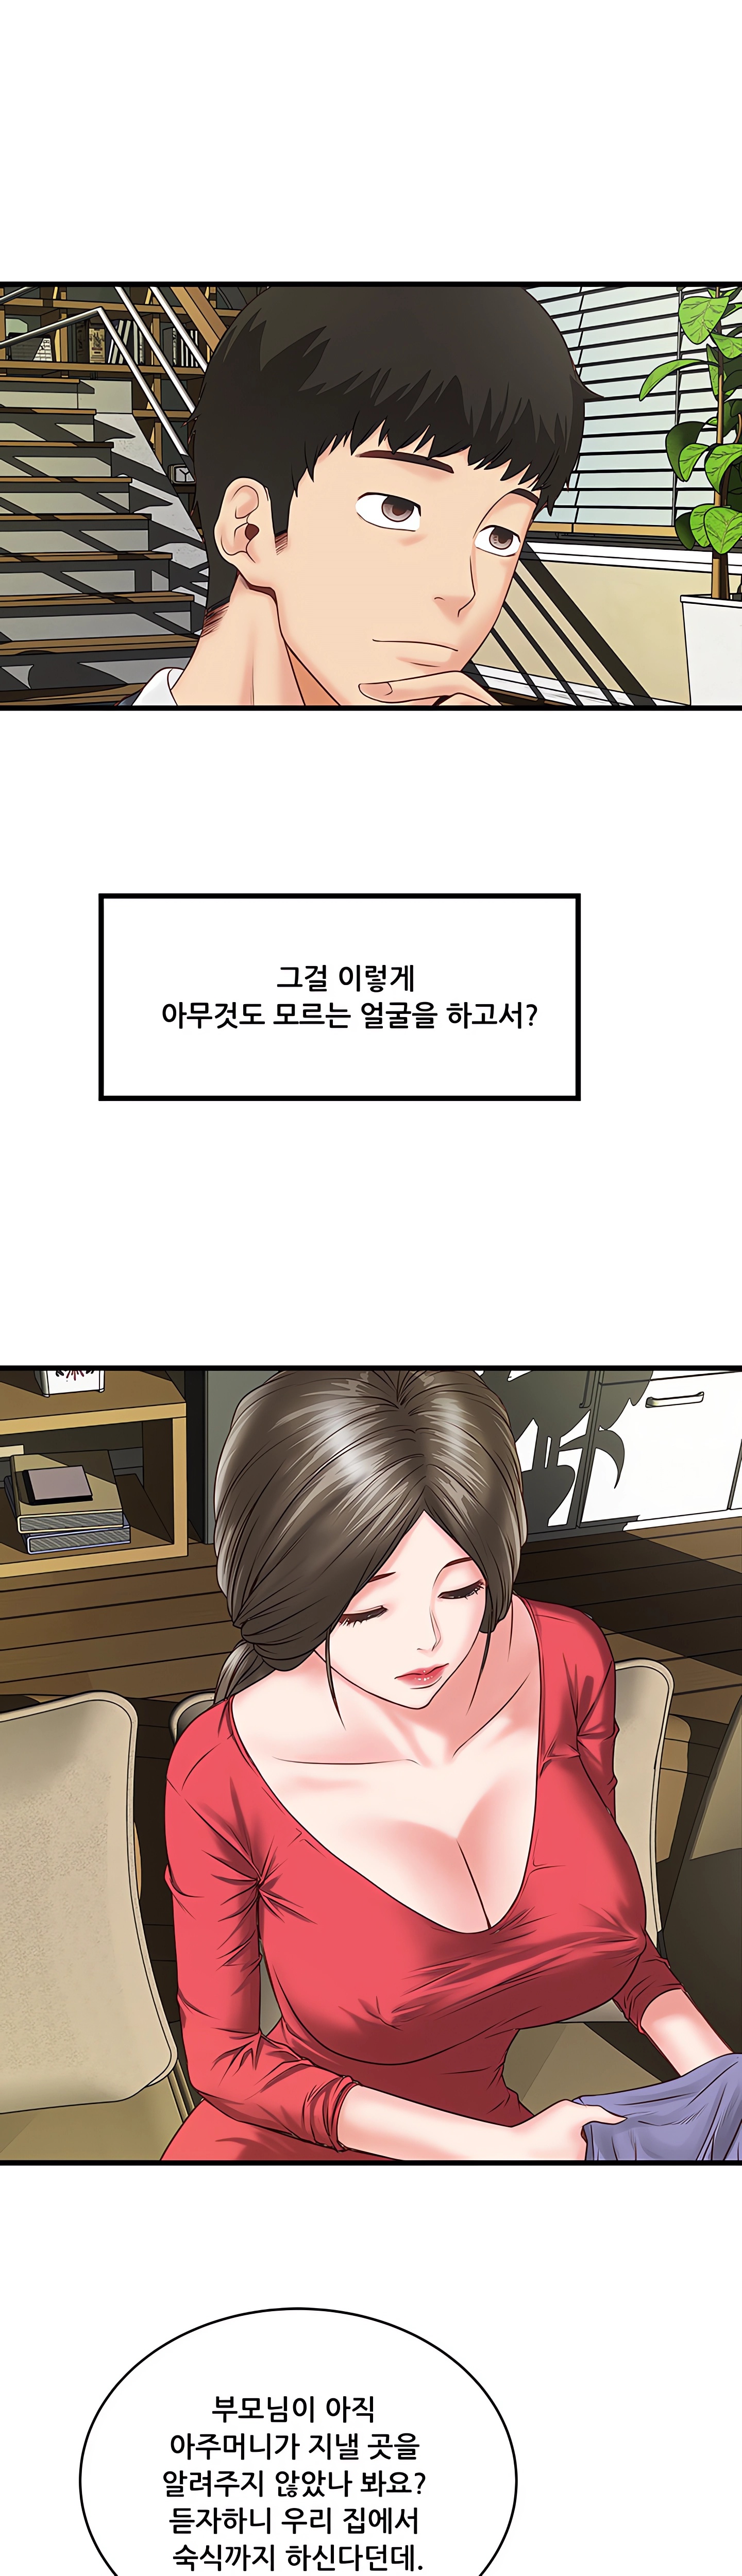 그걸 이렇게
아무것도 모르는 얼굴을 하고서?
부모님이 아직
아주머니가 지낼 곳을
알려주지 않았나 봐요?
듣자하니 우리 집에서
숙식까지 하신다던데.